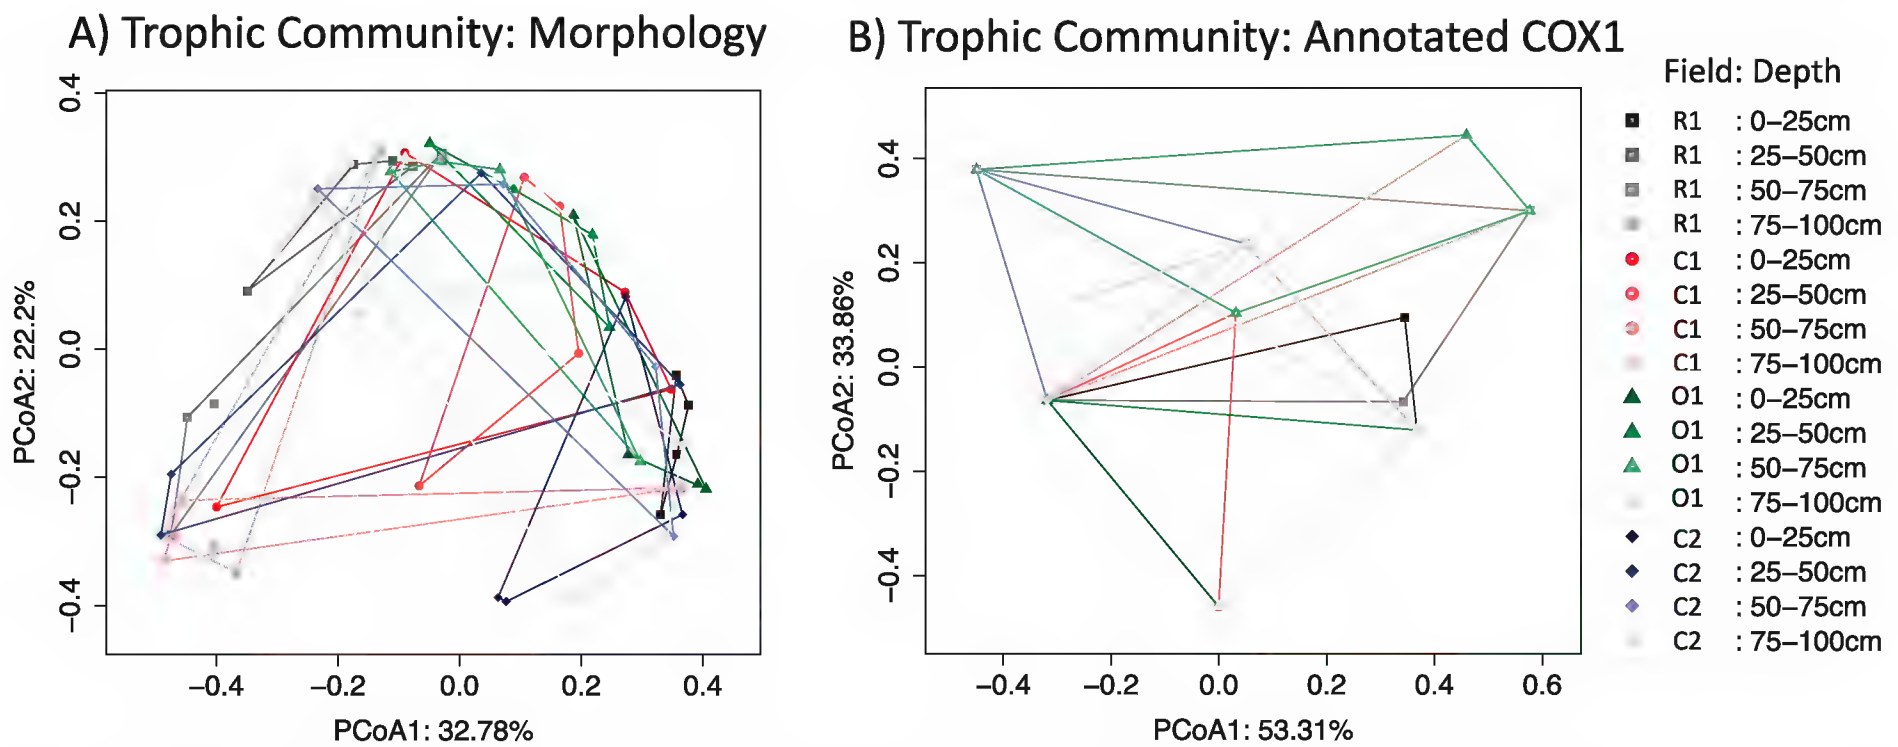 A) Trophic Community: Morphology
0.4
0.2
0.0
−0.2
−0.4
PCoA2: 22.2%
−0.4 −0.2 0.0 0.2 0.4
PCoA1: 32.78%
B) Trophic Community: Annotated COX1
0.4
0.2
0.0
−0.2
−0.4
PCoA2: 33.86%
−0.4 −0.2 0.0 0.2 0.4 0.6
PCoA1: 53.31%
Field: Depth
R1 : 0−25cm
R1 : 25−50cm
R1 : 50−75cm
R1 : 75−100cm
C1 : 0−25cm
C1 : 25−50cm
C1 : 50−75cm
C1 : 75−100cm
O1 : 0−25cm
O1 : 25−50cm
O1 : 50−75cm
O1 : 75−100cm
C2 : 0−25cm
C2 : 25−50cm
C2 : 50−75cm
C2 : 75−100cm